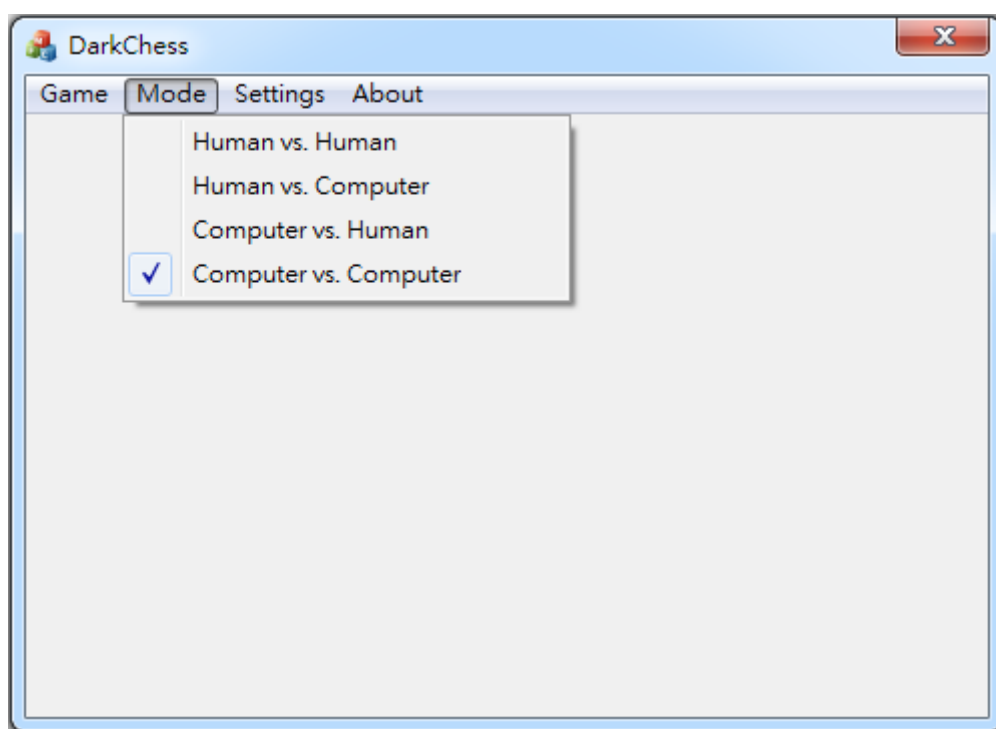 DarkChess
Game Mode Settings About
Human vs. Human
Human vs. Computer
Computer vs. Human
Computer vs. Computer